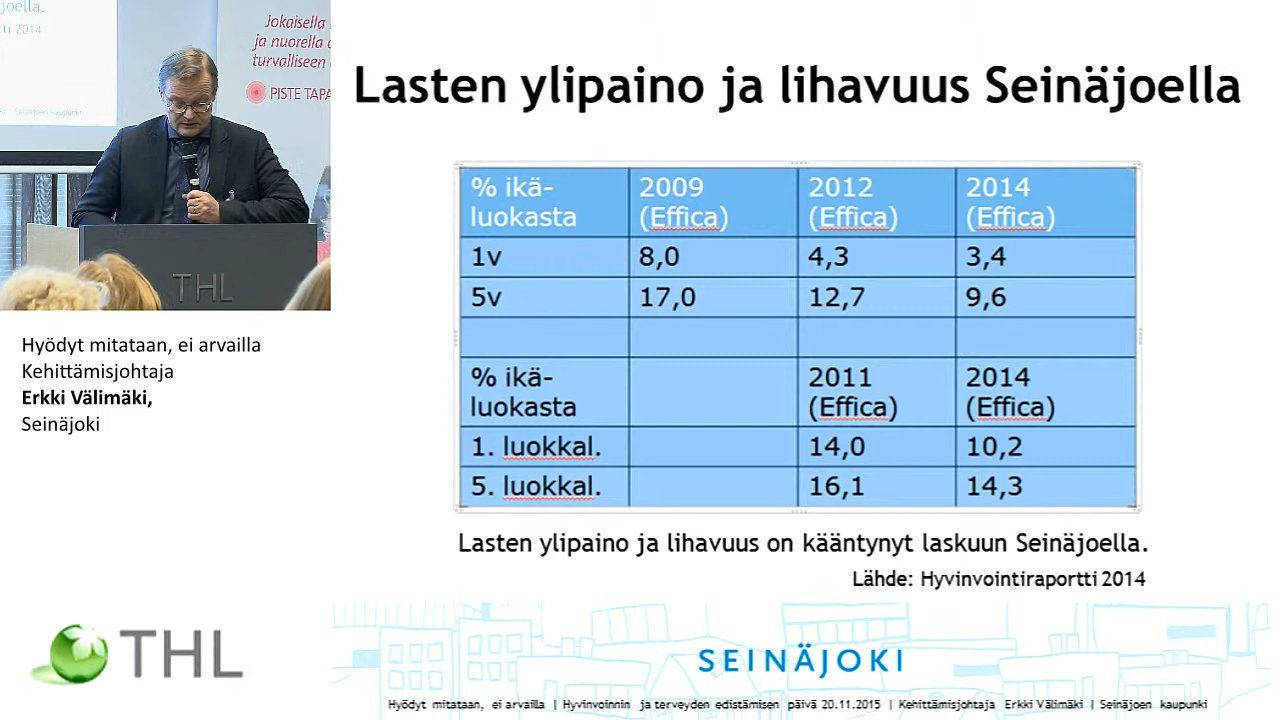 joella.
ti 2014
Seinäjoen kaupunki
Jokaisella
ja nuorella
turvalliseen
PISTE TAPA
THL
Hyödyt mitataan, ei arvailla
Kehittämisjohtaja
Erkki Välimäki,
Seinäjoki
THL
Lasten ylipaino ja lihavuus Seinäjoella
% ikä-luokasta 2009 (Effica) 2012 (Effica) 2014 (Effica)
1v 8,0 4,3 3,4
5v 17,0 12,7 9,6
% ikä-luokasta 2011 (Effica) 2014 (Effica)
1. luokkal. 14,0 10,2
5. luokkal. 16,1 14,3
Lasten ylipaino ja lihavuus on kääntynyt laskuun Seinäjoella.
Lähde: Hyvinvointiraportti 2014
SEINÄJOKI
Hyödyt mitataan, ei arvailla | Hyvinvoinnin ja terveyden edistämisen päivä 20.11.2015 | Kehittämisjohtaja Erkki Välimäki | Seinäjoen kaupunki